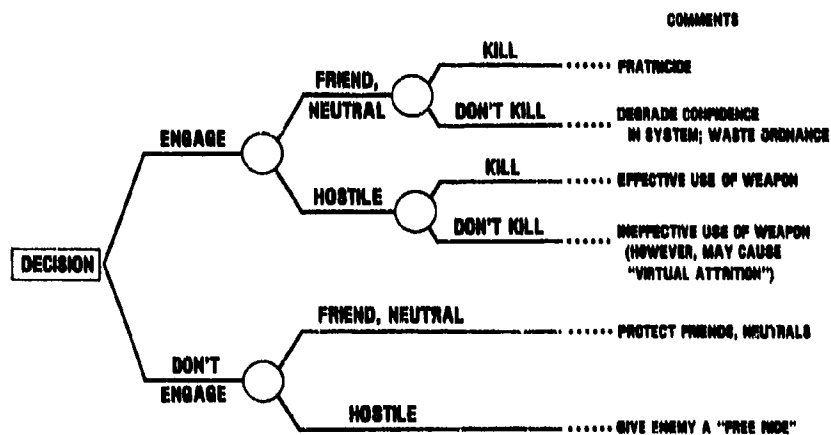 COMMENTS
KILL
FRATRICIDE
FRIEND,
NEUTRAL
DON'T KILL
DEGRADE CONFIDENCE
IN SYSTEM; WASTE ORDNANCE
ENGAGE
KILL
EFFECTIVE USE OF WEAPON
HOSTILE
DON'T KILL
INEFFECTIVE USE OF WEAPON
(HOWEVER, MAY CAUSE
"VIRTUAL ATTRITION")
DECISION
FRIEND, NEUTRAL
PROTECT FRIENDS, NEUTRALS
DON'T
ENGAGE
HOSTILE
GIVE ENEMY A "FREE RIDE"